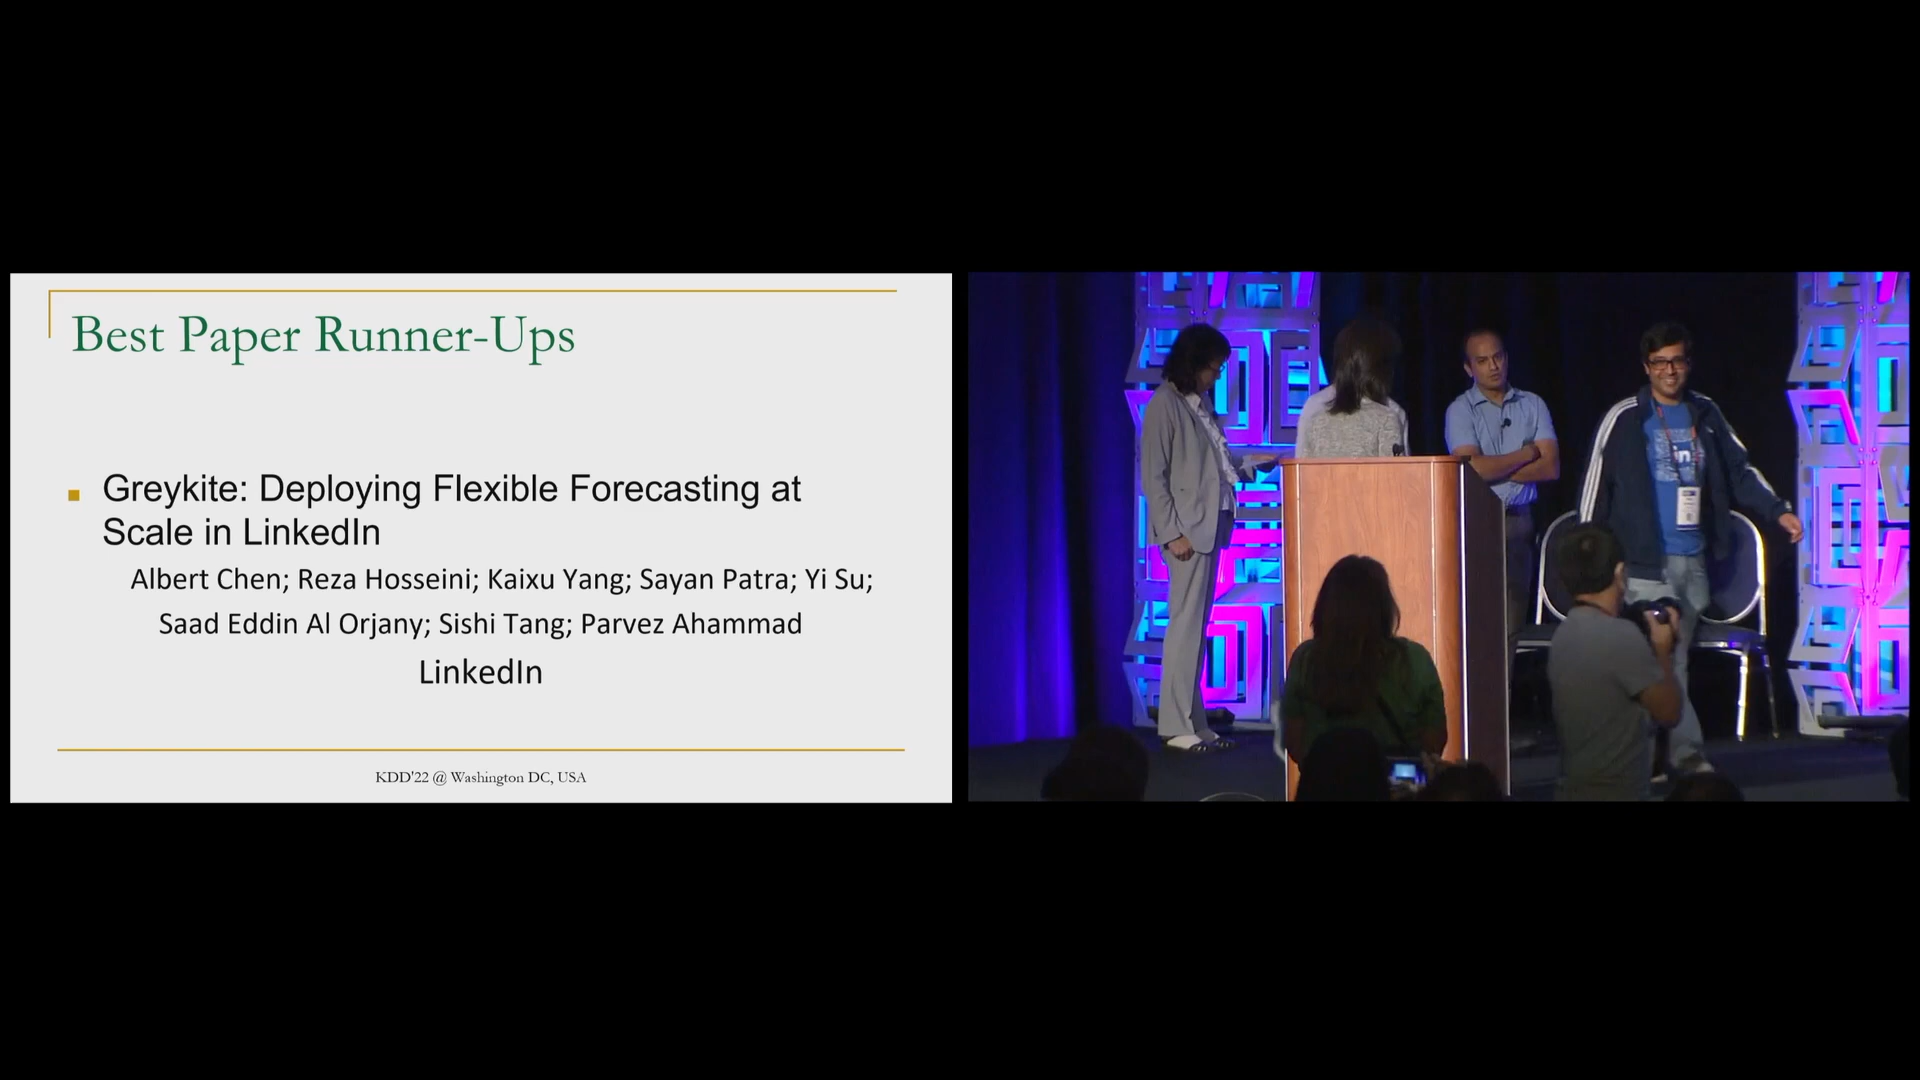 Best Paper Runner-Ups
Greykite: Deploying Flexible Forecasting at
Scale in LinkedIn
Albert Chen; Reza Hosseini; Kaixu Yang; Sayan Patra; Yi Su;
Saad Eddin Al Orjany; Sishi Tang; Parvez Ahammad
LinkedIn
KDD'22 @ Washington DC, USA
in